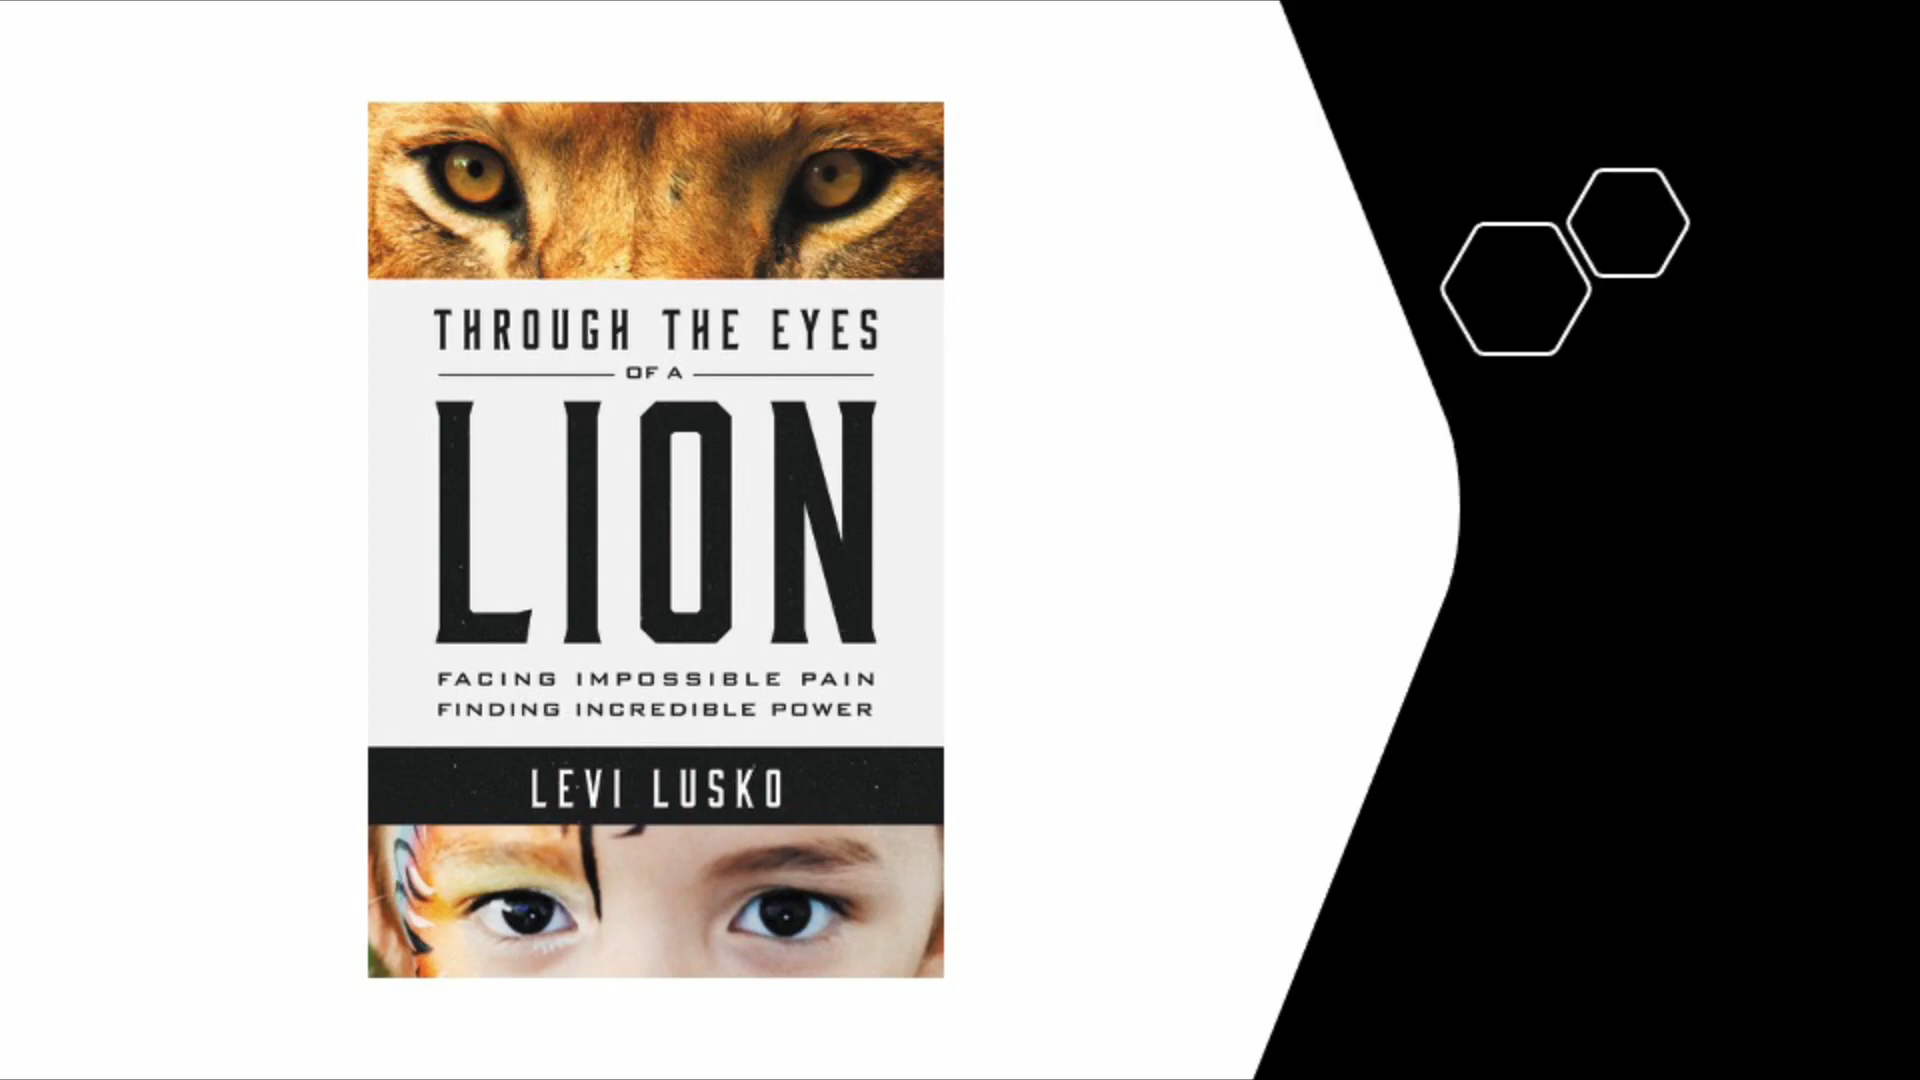 THROUGH THE EYES
OF A
LION
FACING IMPOSSIBLE PAIN
FINDING INCREDIBLE POWER
LEVI LUSKO